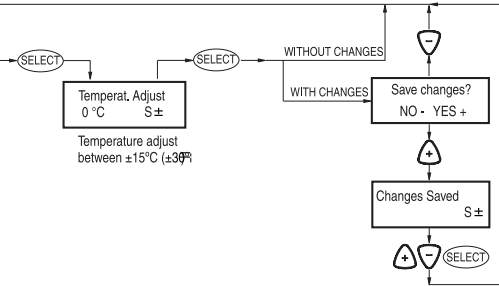 SELECT
Temperat. Adjust
0 °C S±
Temperature adjust
between ±15°C
SELECT
WITHOUT CHANGES
WITH CHANGES
-
Save changes?
NO - YES +
+
Changes Saved
S±
+ - SELECT